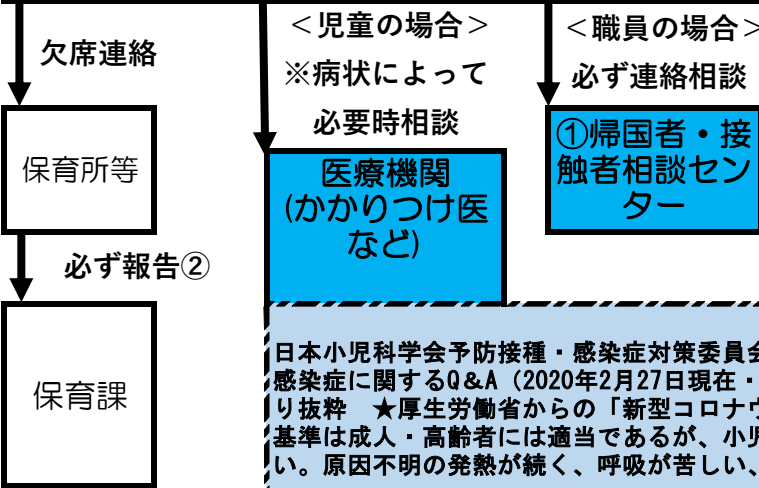 欠席連絡
保育所等
必ず報告②
保育課
＜児童の場合＞
※病状によって
必要時相談
医療機関
(かかりつけ医
など)
＜職員の場合＞
必ず連絡相談
①帰国者・接
触者相談セン
ター
日本小児科学会予防接種・感染症対策委員会
感染症に関するQ&A（2020年2月27日現在・
り抜粋　★厚生労働省からの「新型コロナウ
基準は成人・高齢者には適当であるが、小児
い。原因不明の発熱が続く、呼吸が苦しい、